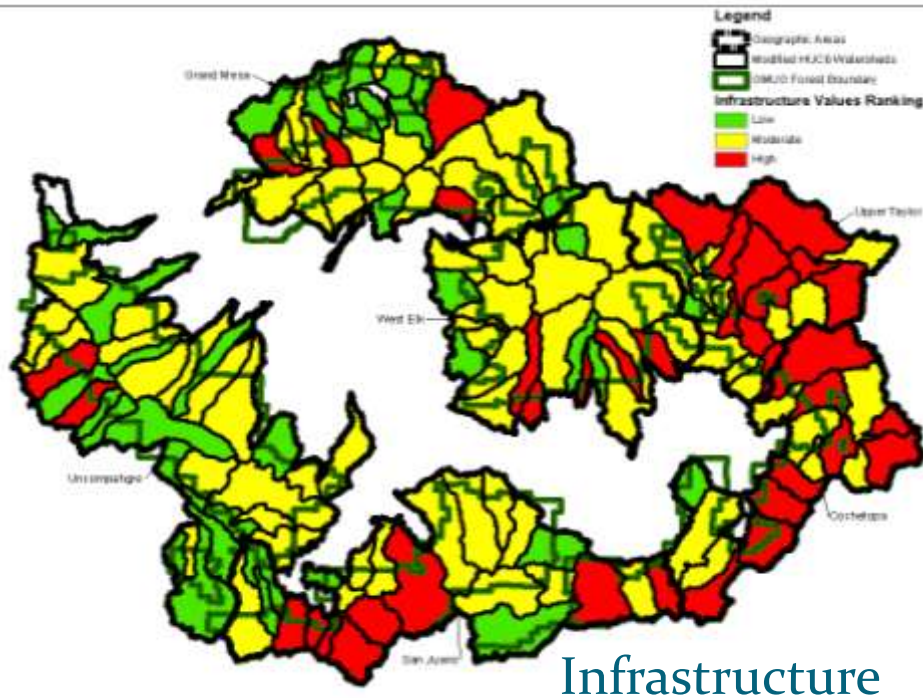 Legend
Geographic Areas
Modified HUC6 Watersheds
GMUG Forest Boundary
Infrastructure Values Ranking
Low
Moderate
High
Grand Mesa
Upper Taylor
West Elk
Uncompahgre
Cochetopa
San Juans
Infrastructure